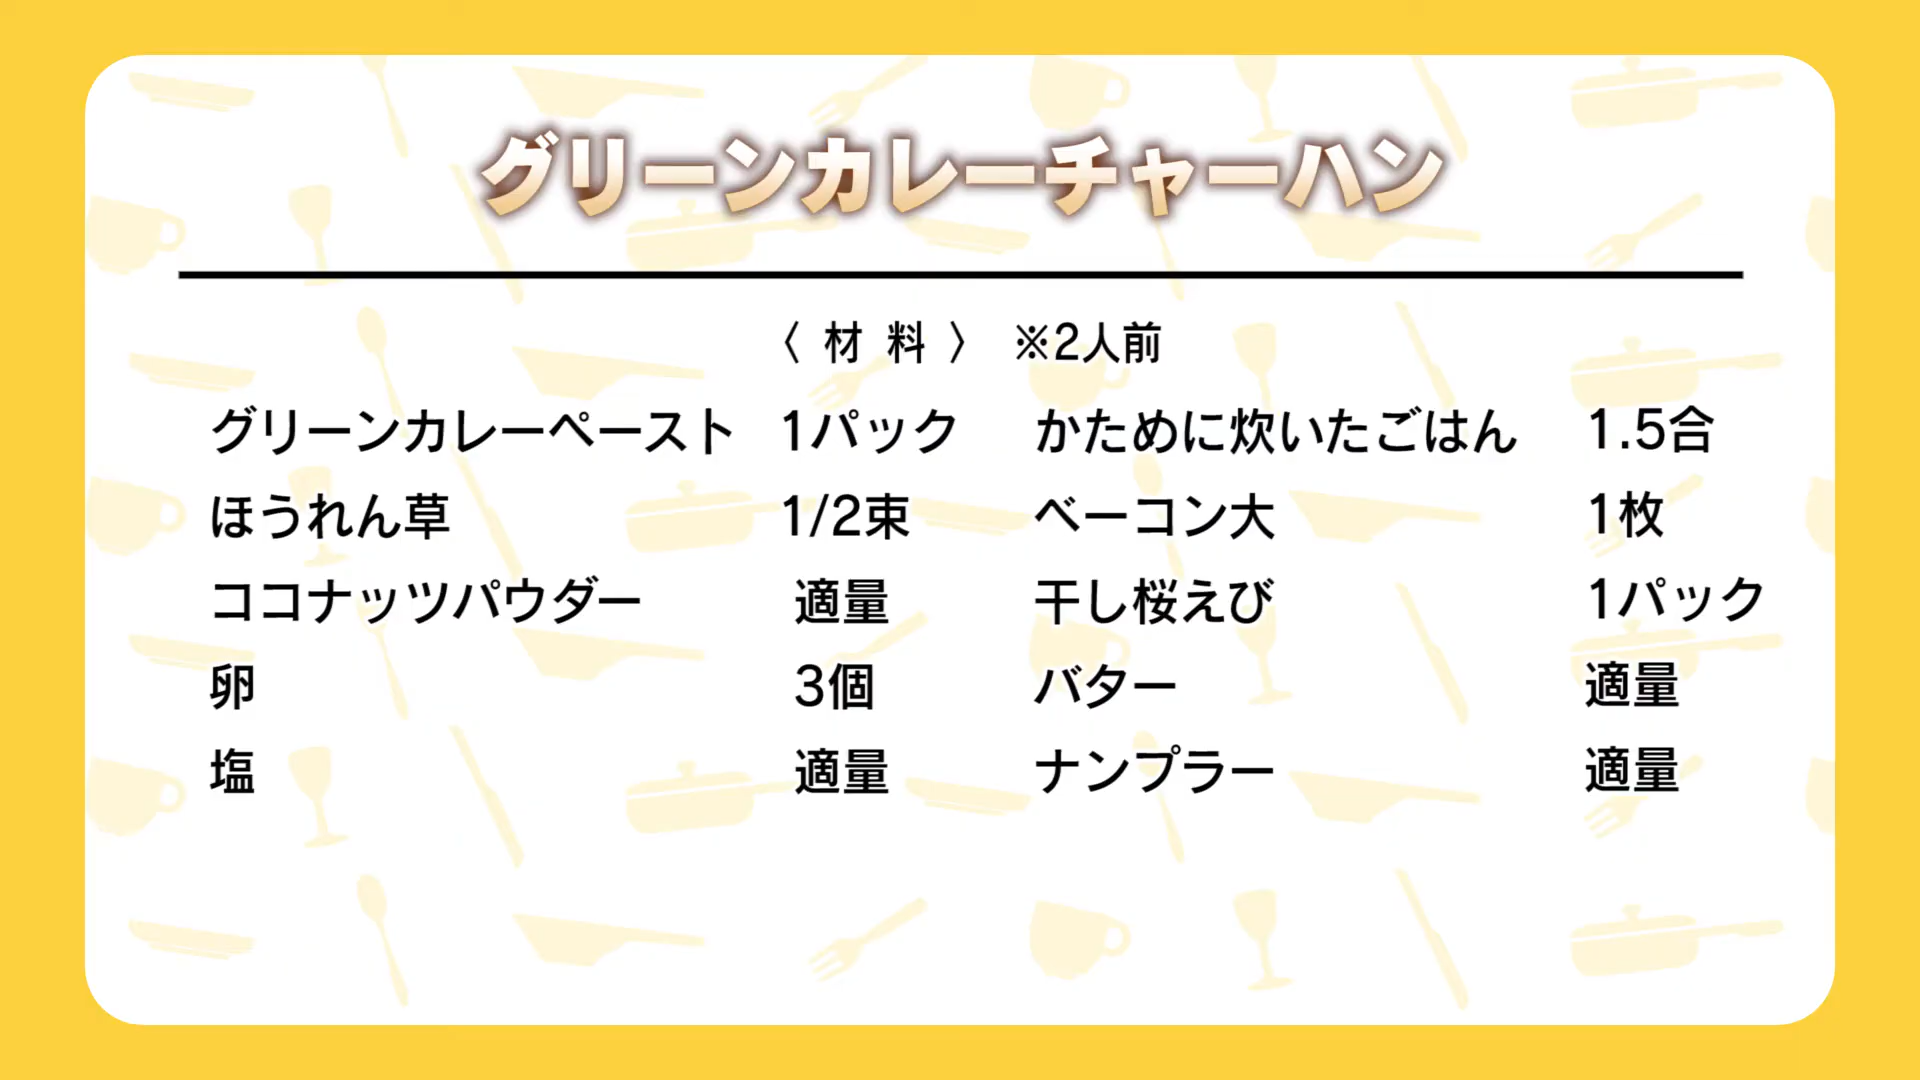 グリーンカレーチャーハン
〈 材 料 〉 ※2人前
グリーンカレーペースト 1パック かために炊いたごはん 1.5合
ほうれん草 1/2束 ベーコン大 1枚
ココナッツパウダー 適量 干し桜えび 1パック
卵 3個 バター 適量
塩 適量 ナンプラー 適量